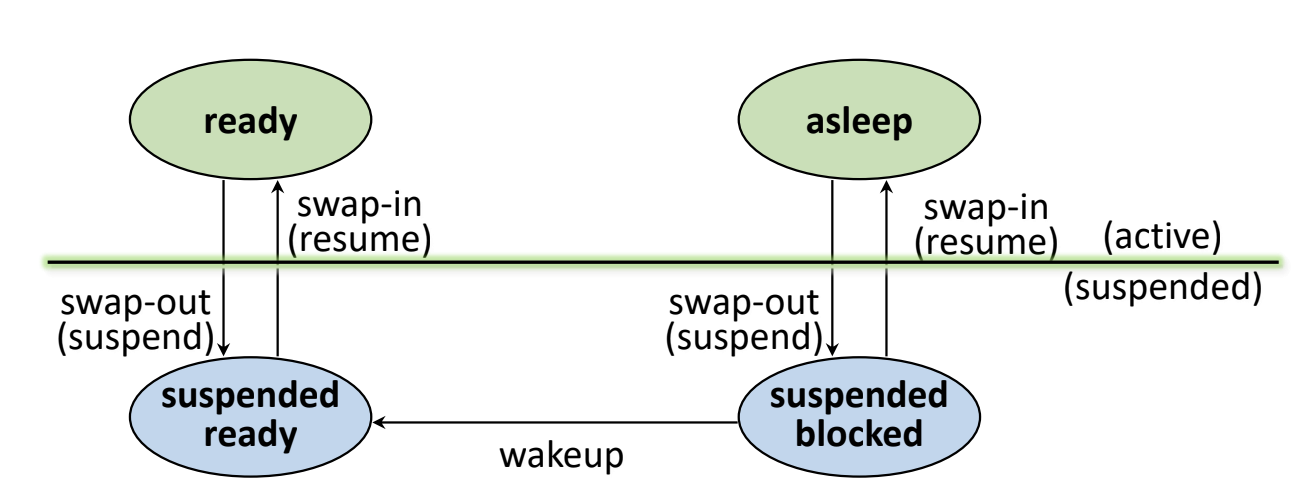 ready
asleep
swap-in
(resume)
swap-in
(resume)
(active)
(suspended)
swap-out
(suspend)
swap-out
(suspend)
suspended
ready
suspended
blocked
wakeup